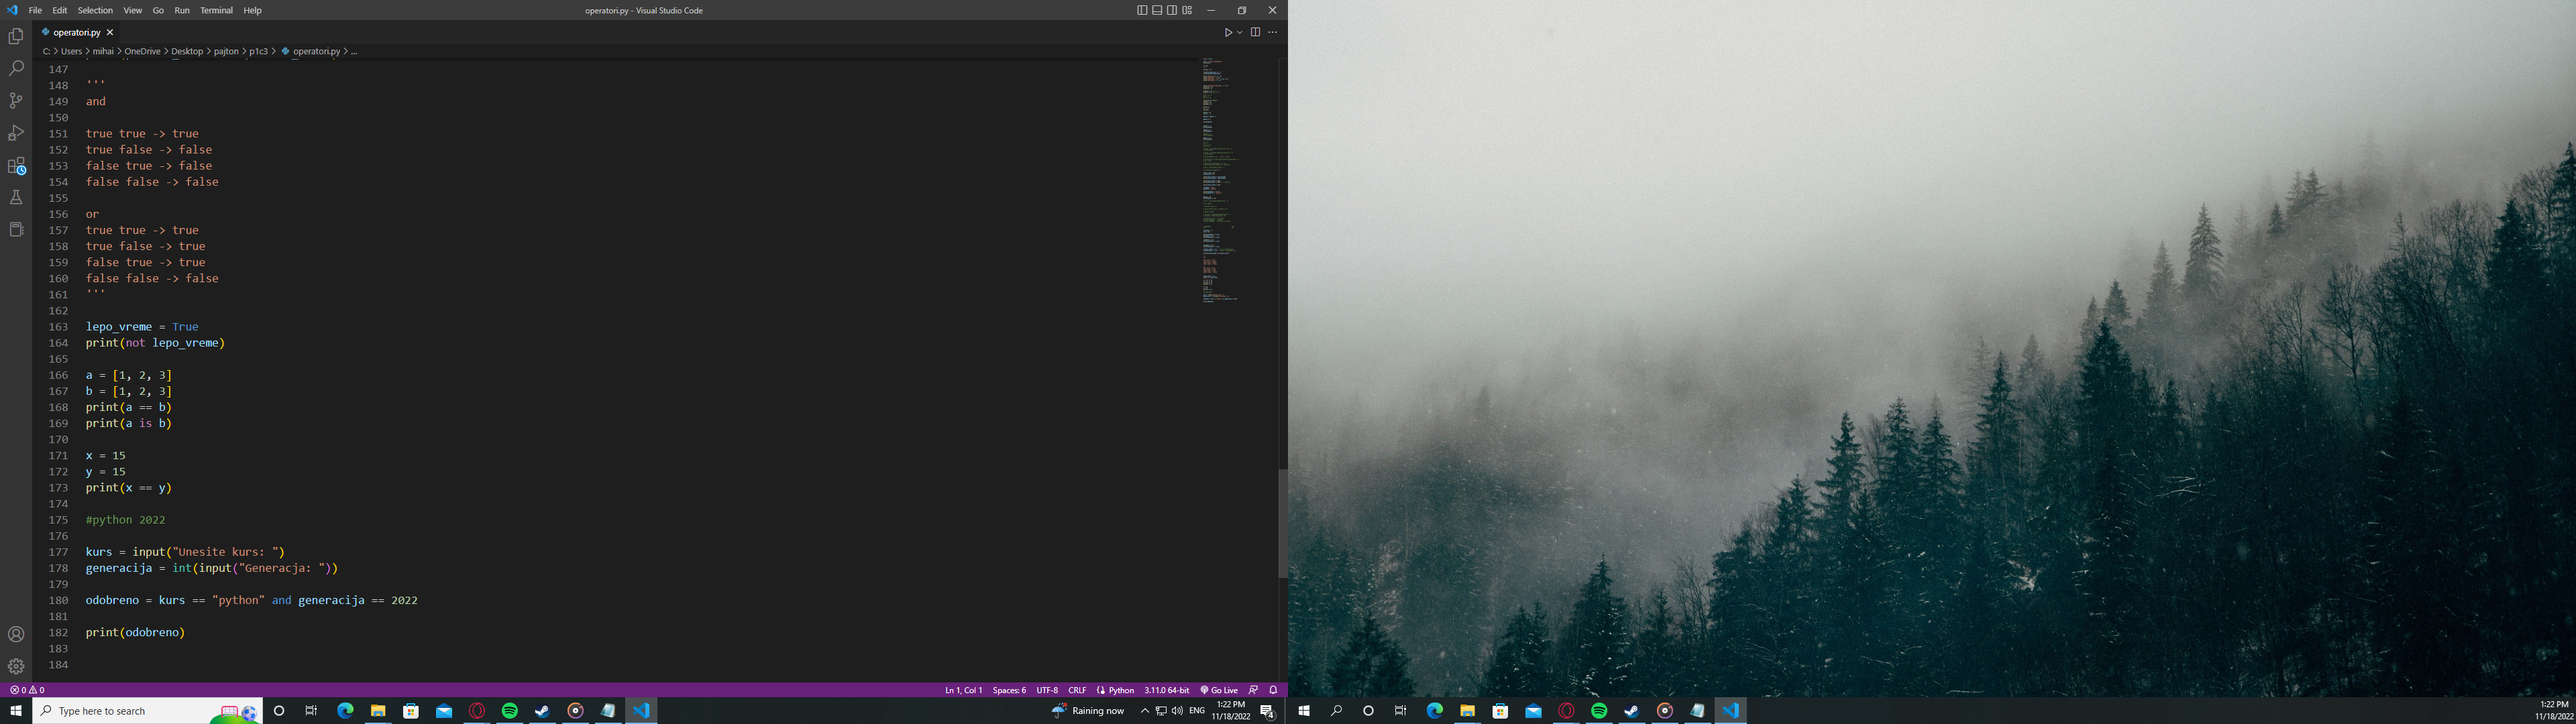 File Edit Selection View Go Run Terminal Help operatori.py - Visual Studio Code
operatori.py
C: > Users > mihai > OneDrive > Desktop > pajton > p1c3 > operatori.py > ...
147
148 '''
149 and
150
151 true true -> true
152 true false -> false
153 false true -> false
154 false false -> false
155
156 or
157 true true -> true
158 true false -> true
159 false true -> true
160 false false -> false
161 '''
162
163 lepo_vreme = True
164 print(not lepo_vreme)
165
166 a = [1, 2, 3]
167 b = [1, 2, 3]
168 print(a == b)
169 print(a is b)
170
171 x = 15
172 y = 15
173 print(x == y)
174
175 #python 2022
176
177 kurs = input("Unesite kurs: ")
178 generacija = int(input("Generacja: "))
179
180 odobreno = kurs == "python" and generacija == 2022
181
182 print(odobreno)
183
184
0 0 Ln 1, Col 1 Spaces: 6 UTF-8 CRLF Python 3.11.0 64-bit Go Live
Type here to search Raining now ENG 1:22 PM 11/18/2022 4
1:22 PM
11/18/2022